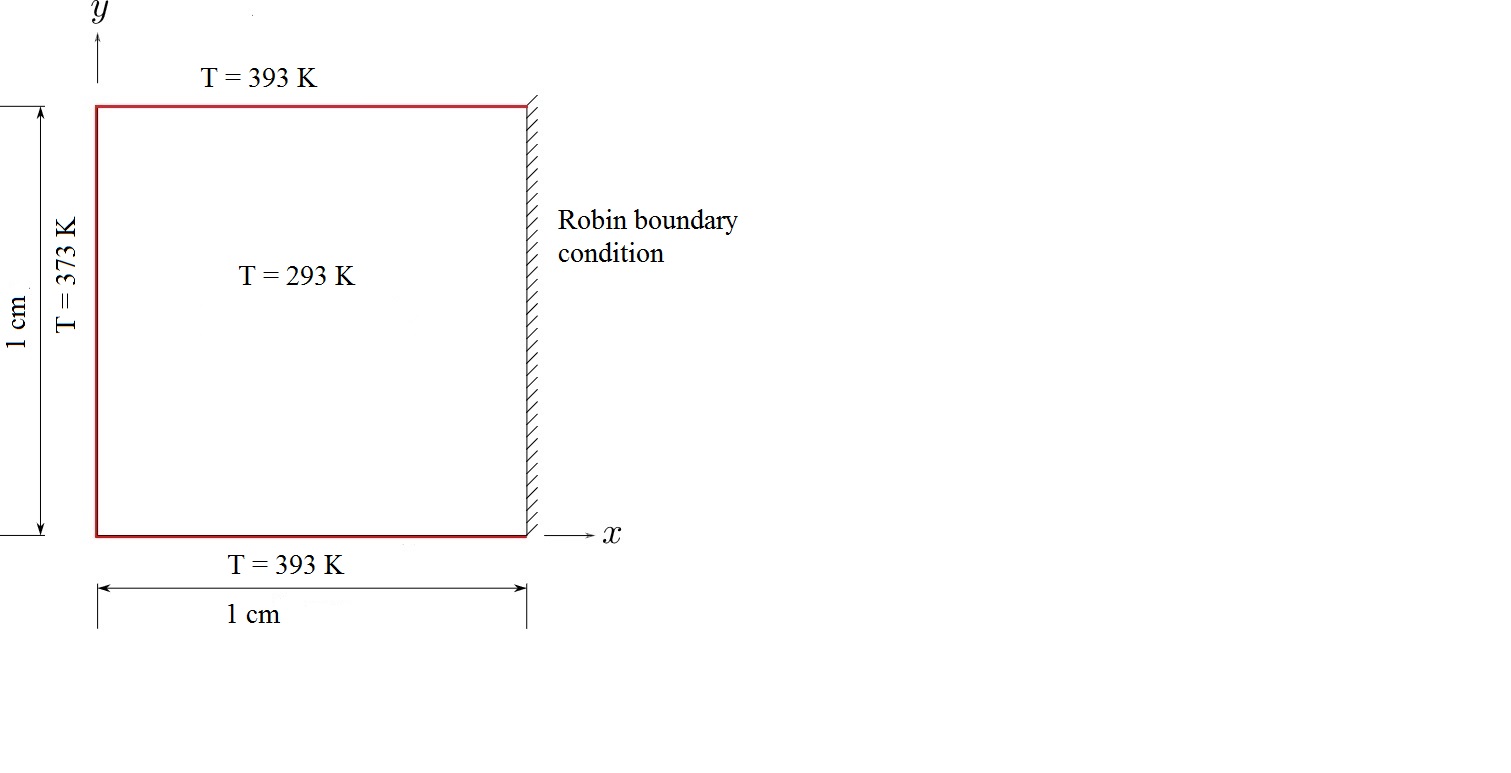 y
T = 393 K
T = 373 K
1 cm
T = 293 K
Robin boundary
condition
x
T = 393 K
1 cm